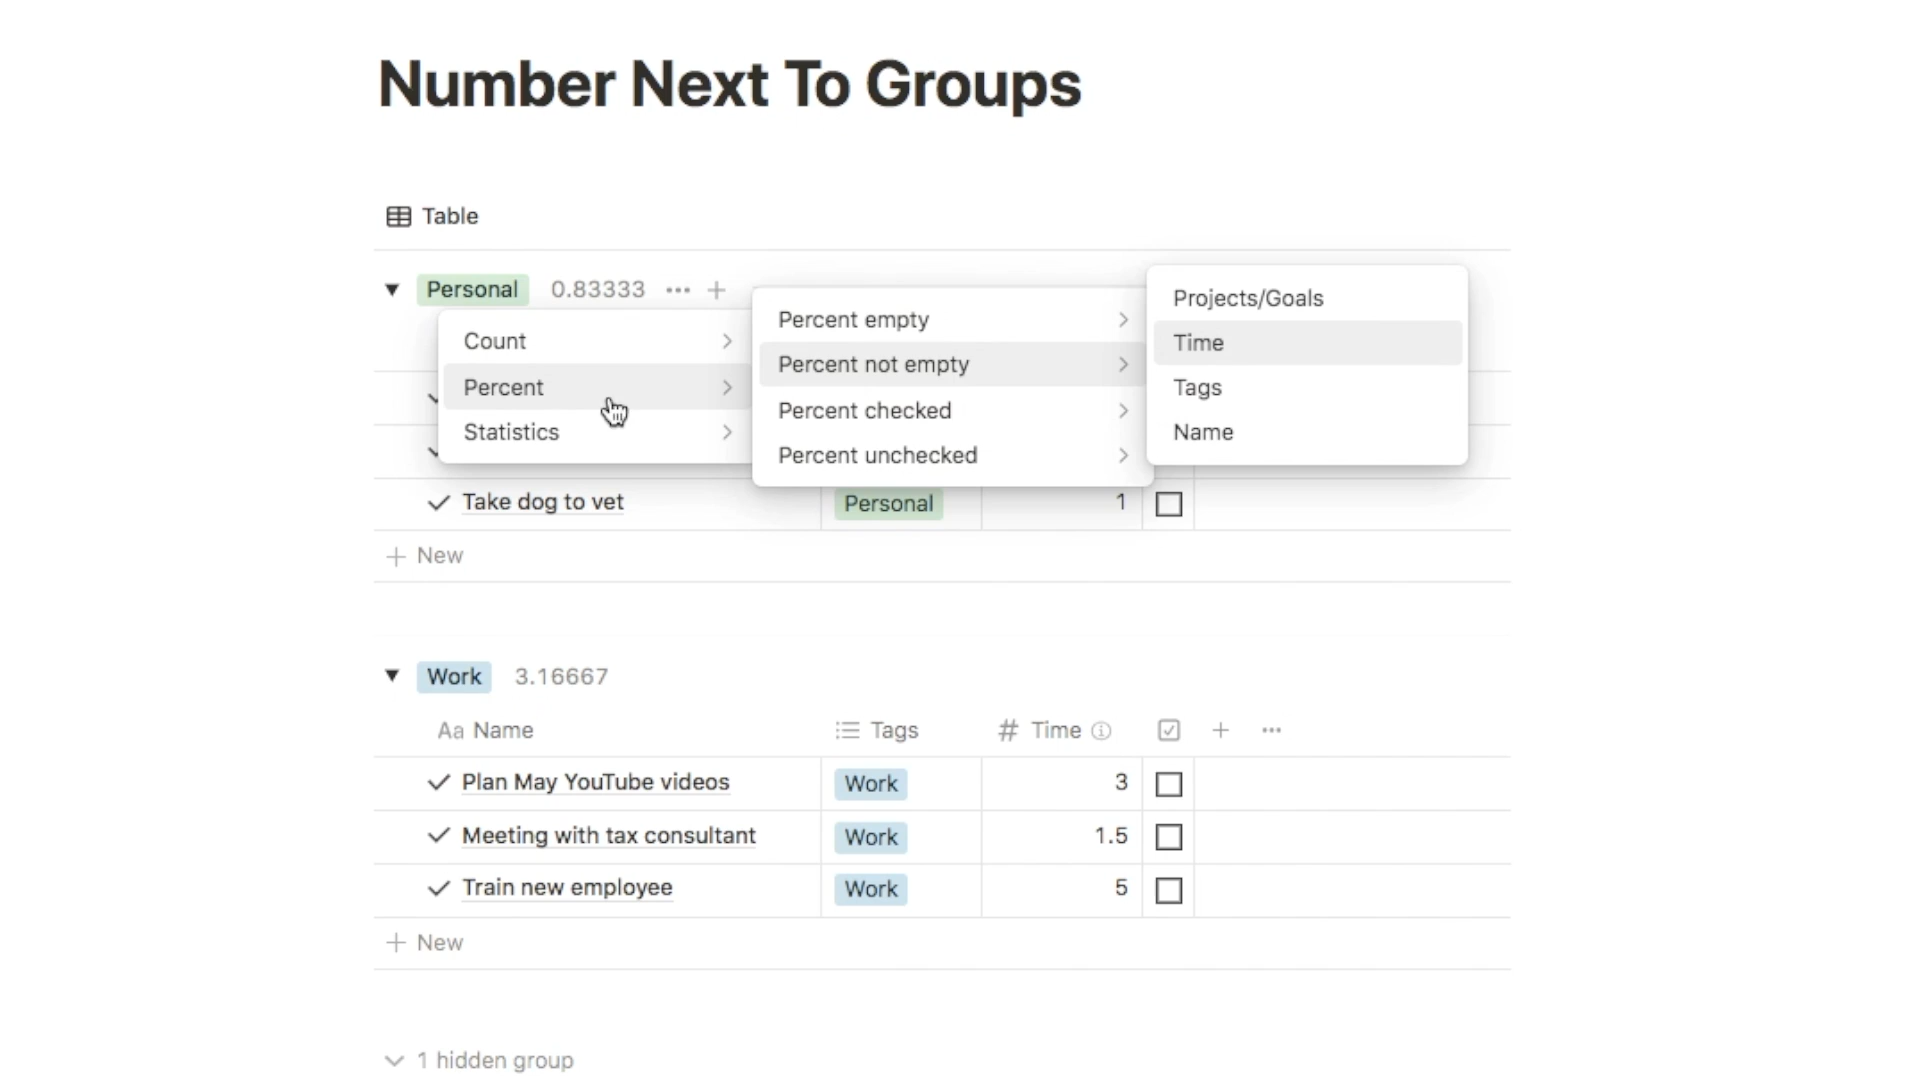 Number Next To Groups
Table
Personal 0.83333
Count
Percent
Statistics
Percent empty
Percent not empty
Percent checked
Percent unchecked
Projects/Goals
Time
Tags
Name
Take dog to vet Personal 1
New
Work 3.16667
Aa Name Tags # Time
Plan May YouTube videos Work 3
Meeting with tax consultant Work 1.5
Train new employee Work 5
New
1 hidden group